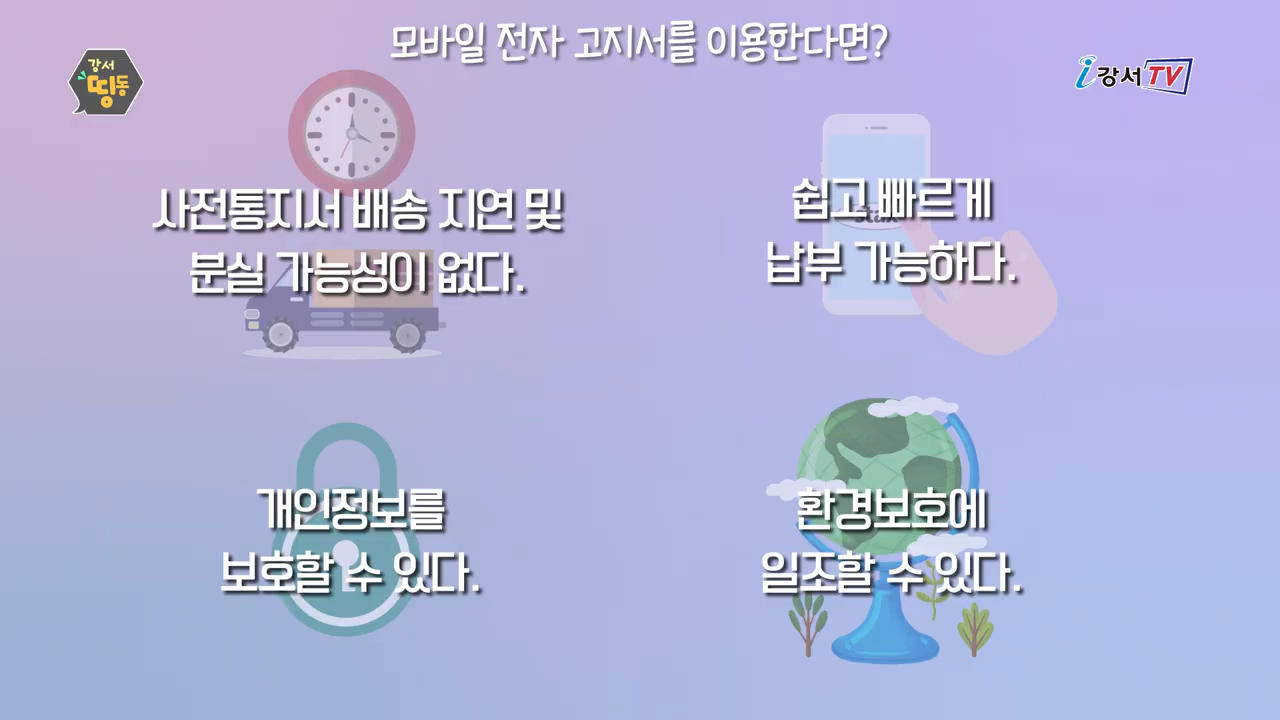 모바일 전자 고지서를 이용한다면?
강서
띵동
i강서TV
사전통지서 배송 지연 및
분실 가능성이 없다.
쉽고 빠르게
납부 가능하다.
start
개인정보를
보호할 수 있다.
환경보호에
일조할 수 있다.